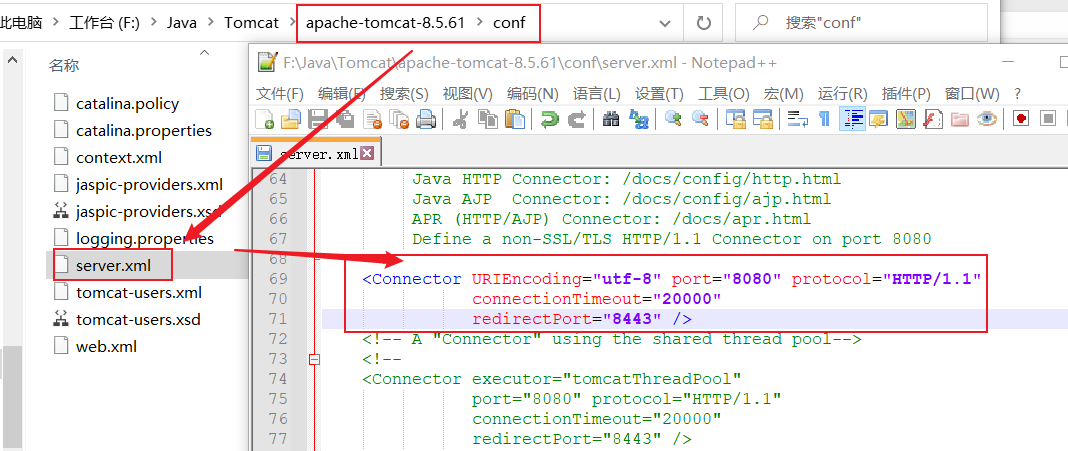 此电脑 › 工作台 (F:) › Java › Tomcat › apache-tomcat-8.5.61 › conf
搜索"conf"
名称
catalina.policy
catalina.properties
context.xml
jaspic-providers.xml
jaspic-providers.xsd
logging.properties
server.xml
tomcat-users.xml
tomcat-users.xsd
web.xml
F:\Java\Tomcat\apache-tomcat-8.5.61\conf\server.xml - Notepad++
文件(F) 编辑(E) 搜索(S) 视图(V) 编码(N) 语言(L) 设置(T) 工具(O) 宏(M) 运行(R) 插件(P) 窗口(W) ?
server.xml
64 Java HTTP Connector: /docs/config/http.html
65 Java AJP  Connector: /docs/config/ajp.html
66 APR (HTTP/AJP) Connector: /docs/apr.html
67 Define a non-SSL/TLS HTTP/1.1 Connector on port 8080
68
69 <Connector URIEncoding="utf-8" port="8080" protocol="HTTP/1.1"
70 connectionTimeout="20000"
71 redirectPort="8443" />
72 <!-- A "Connector" using the shared thread pool-->
73 <!--
74 <Connector executor="tomcatThreadPool"
75 port="8080" protocol="HTTP/1.1"
76 connectionTimeout="20000"
77 redirectPort="8443" />